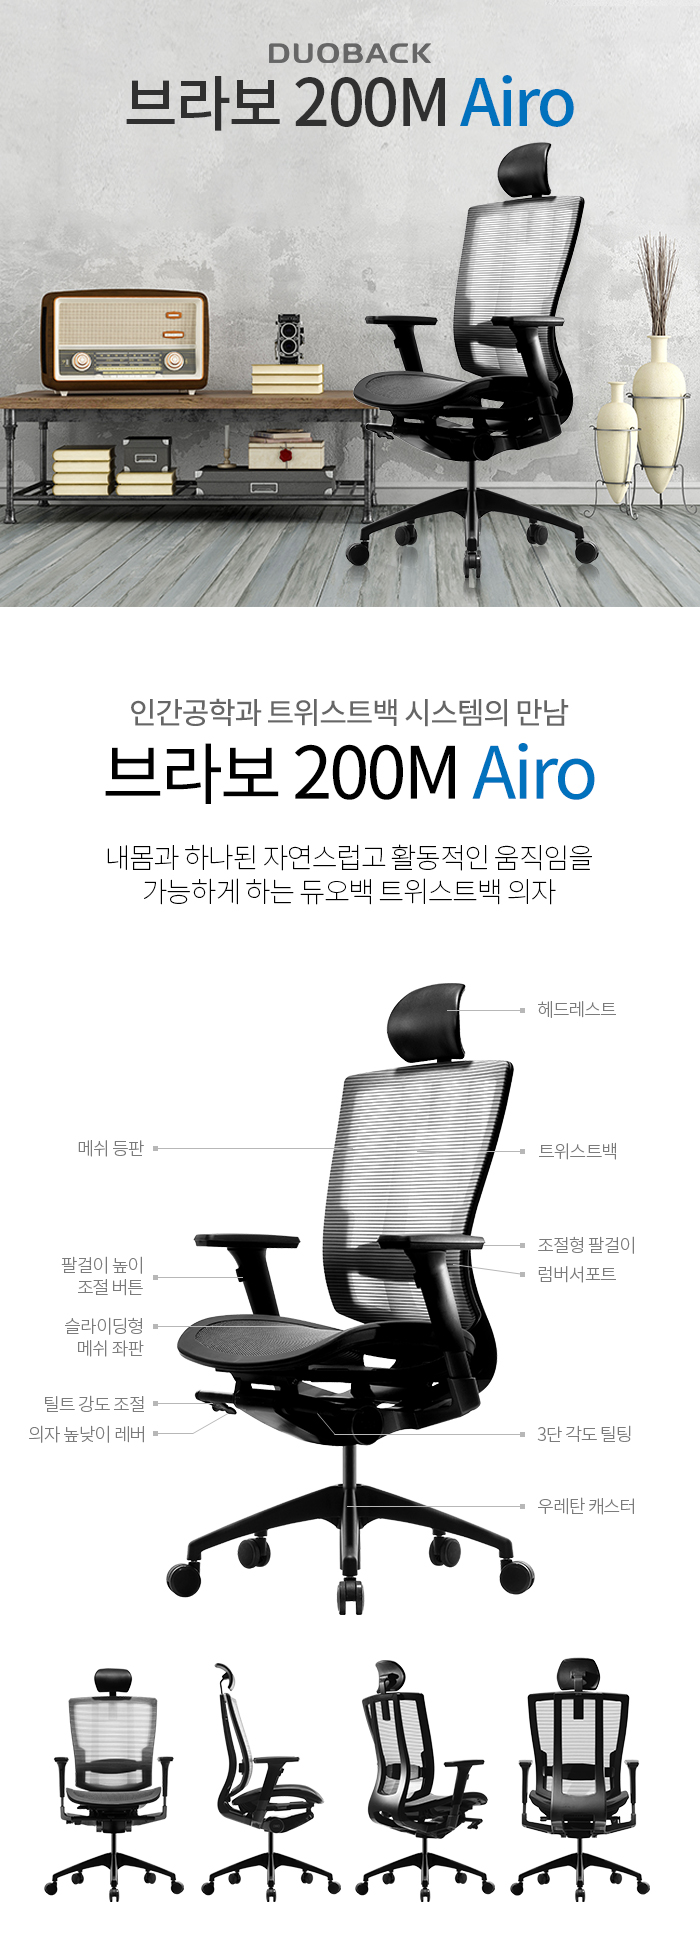 DUOBACK
브라보 200M Airo
인간공학과 트위스트백 시스템의 만남
브라보 200M Airo
내몸과 하나된 자연스럽고 활동적인 움직임을
가능하게 하는 듀오백 트위스트백 의자
헤드레스트
메쉬 등판
트위스트백
조절형 팔걸이
팔걸이 높이
조절 버튼
럼버서포트
슬라이딩형
메쉬 좌판
틸트 강도 조절
의자 높낮이 레버
3단 각도 틸팅
우레탄 캐스터